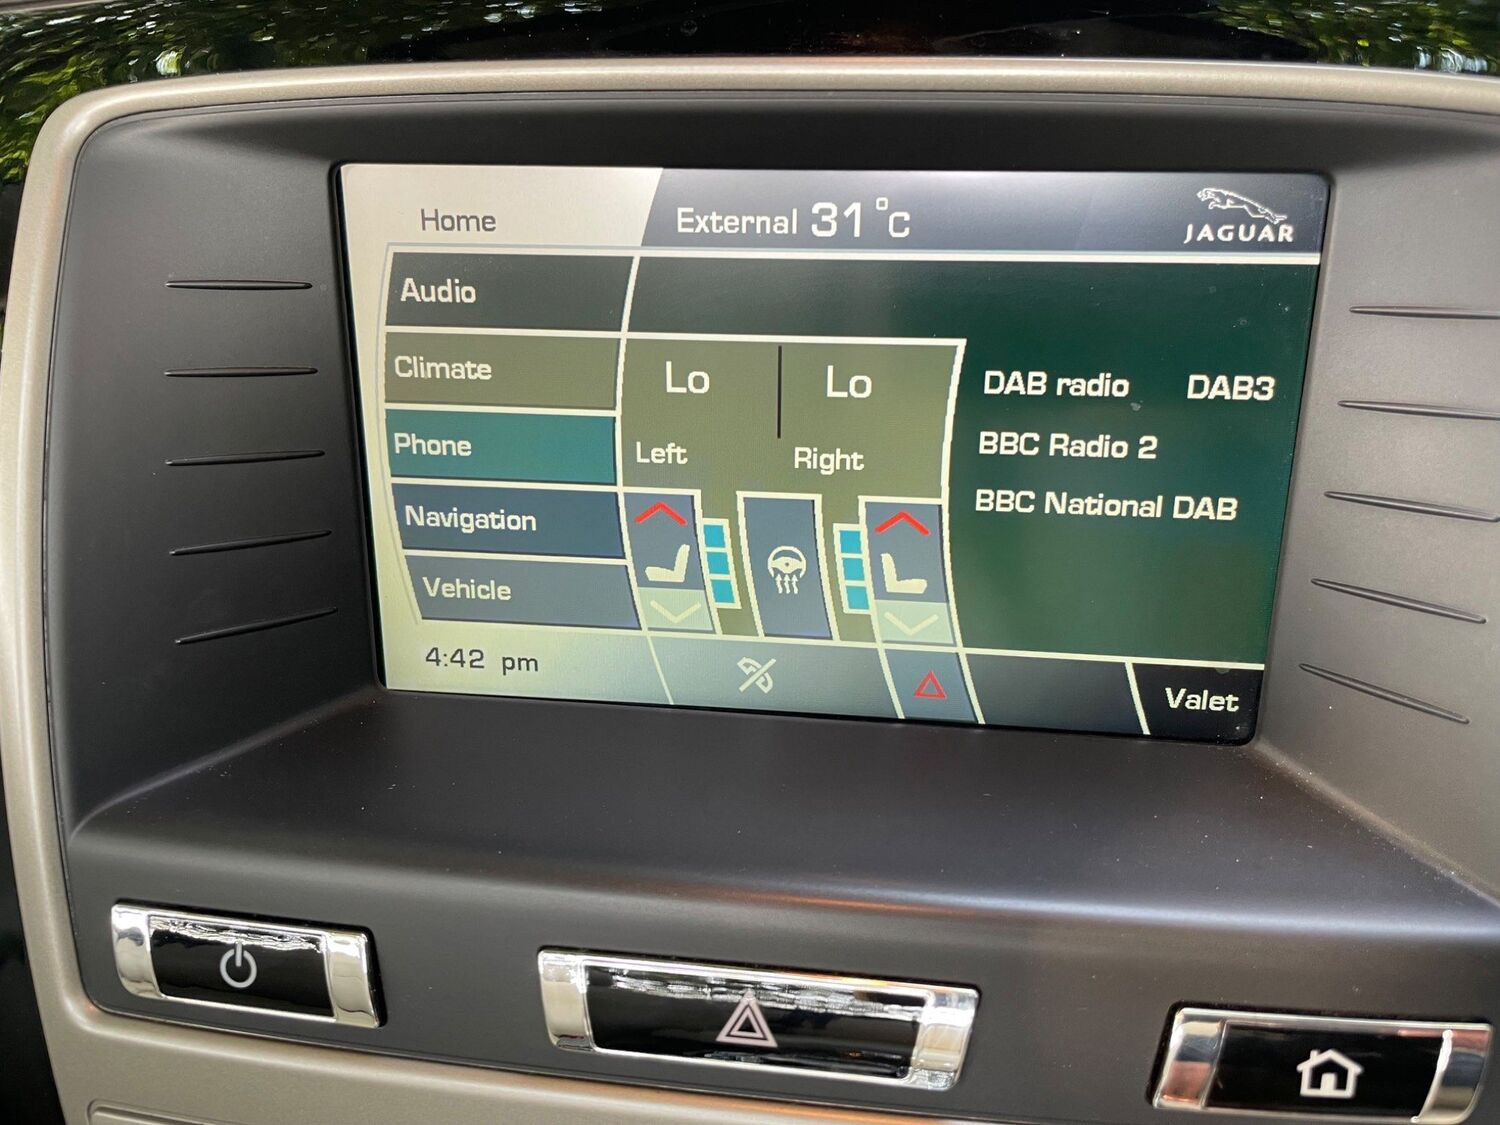 Home
External 31°C
JAGUAR
Audio
Climate
Lo
Lo
Left
Right
DAB radio DAB3
BBC Radio 2
BBC National DAB
Phone
Navigation
Vehicle
4:42 pm
Valet